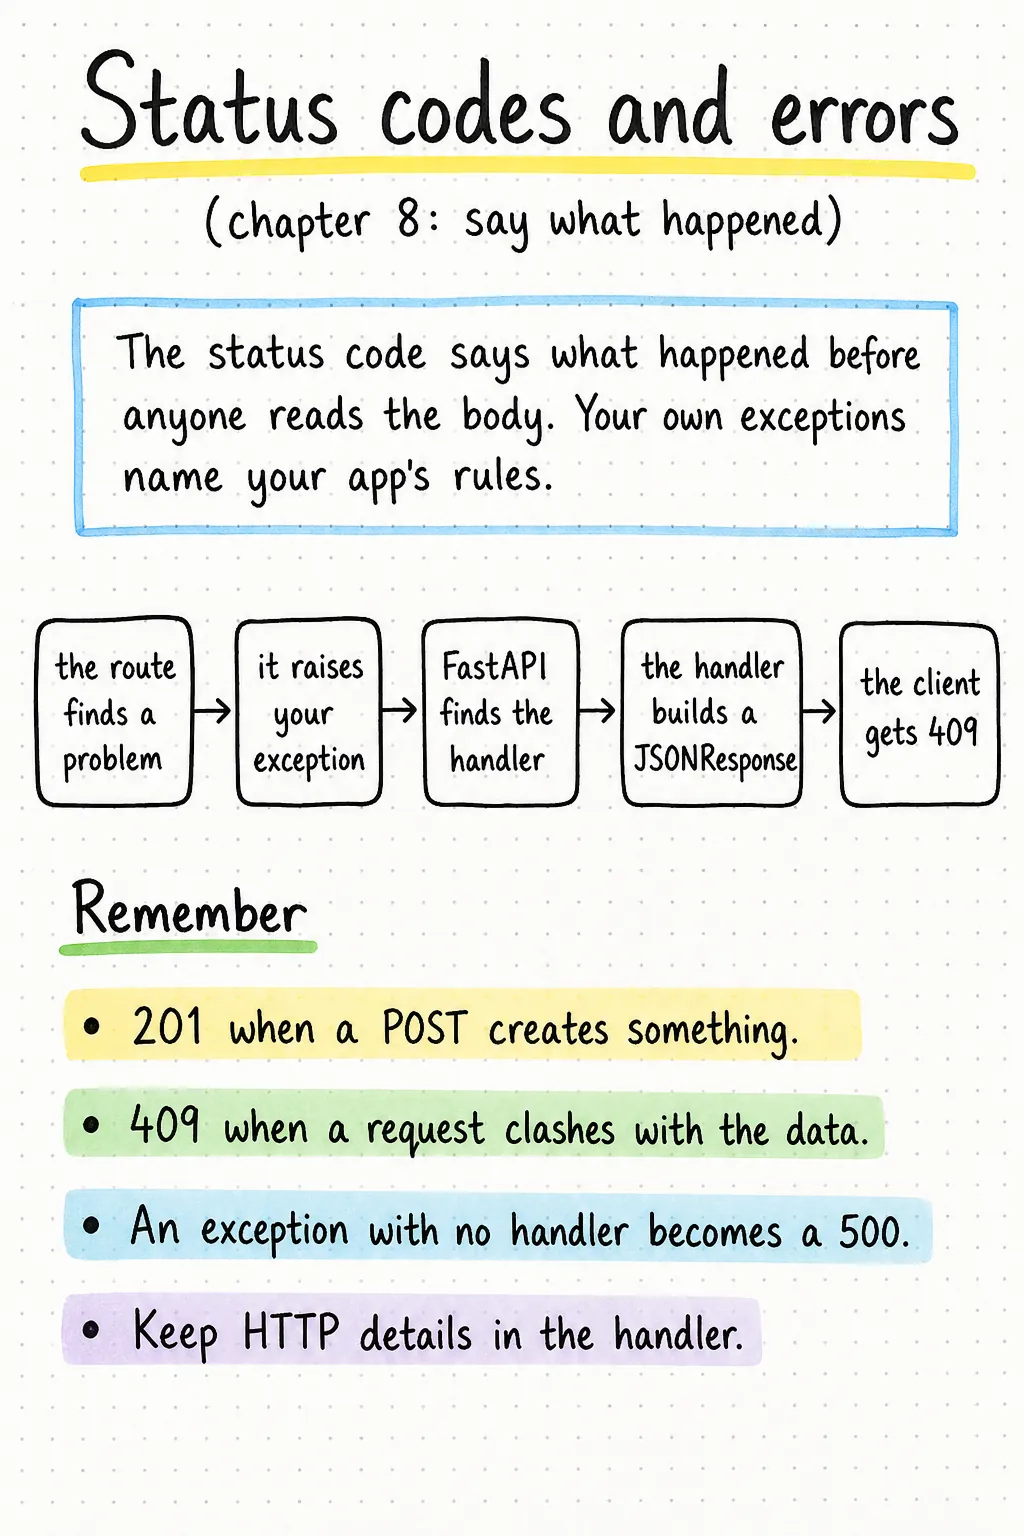 Status codes and errors
(chapter 8: say what happened)
The status code says what happened before
anyone reads the body. Your own exceptions
name your app's rules.
the route
finds a
problem
it raises
your
exception
FastAPI
finds the
handler
the handler
builds a
JSONResponse
the client
gets 409
Remember
• 201 when a POST creates something.
• 409 when a request clashes with the data.
• An exception with no handler becomes a 500.
• Keep HTTP details in the handler.